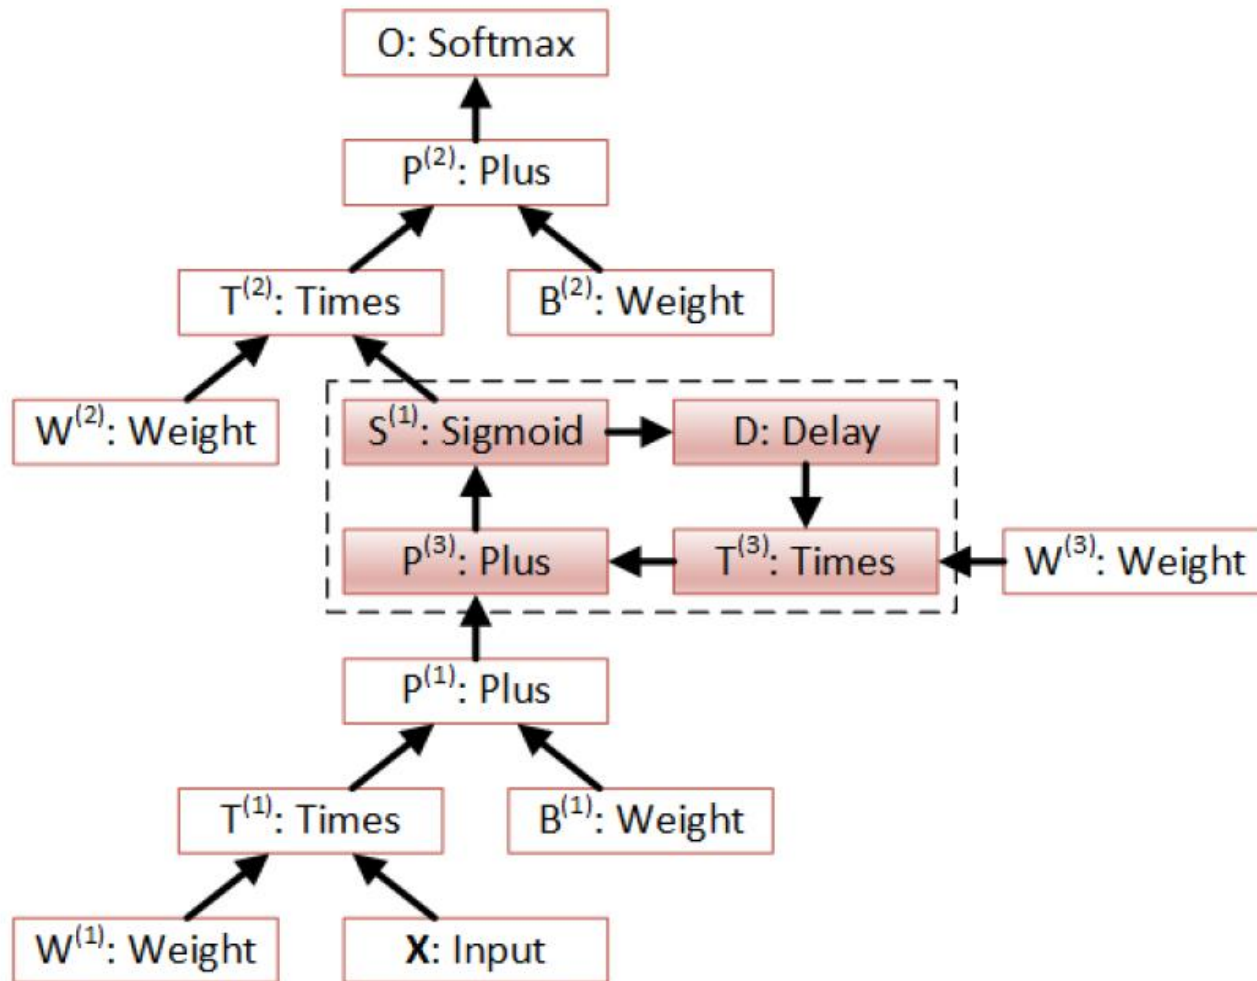 O: Softmax
P(2): Plus
T(2): Times
B(2): Weight
W(2): Weight
S(1): Sigmoid
D: Delay
P(3): Plus
T(3): Times
W(3): Weight
P(1): Plus
T(1): Times
B(1): Weight
W(1): Weight
X: Input